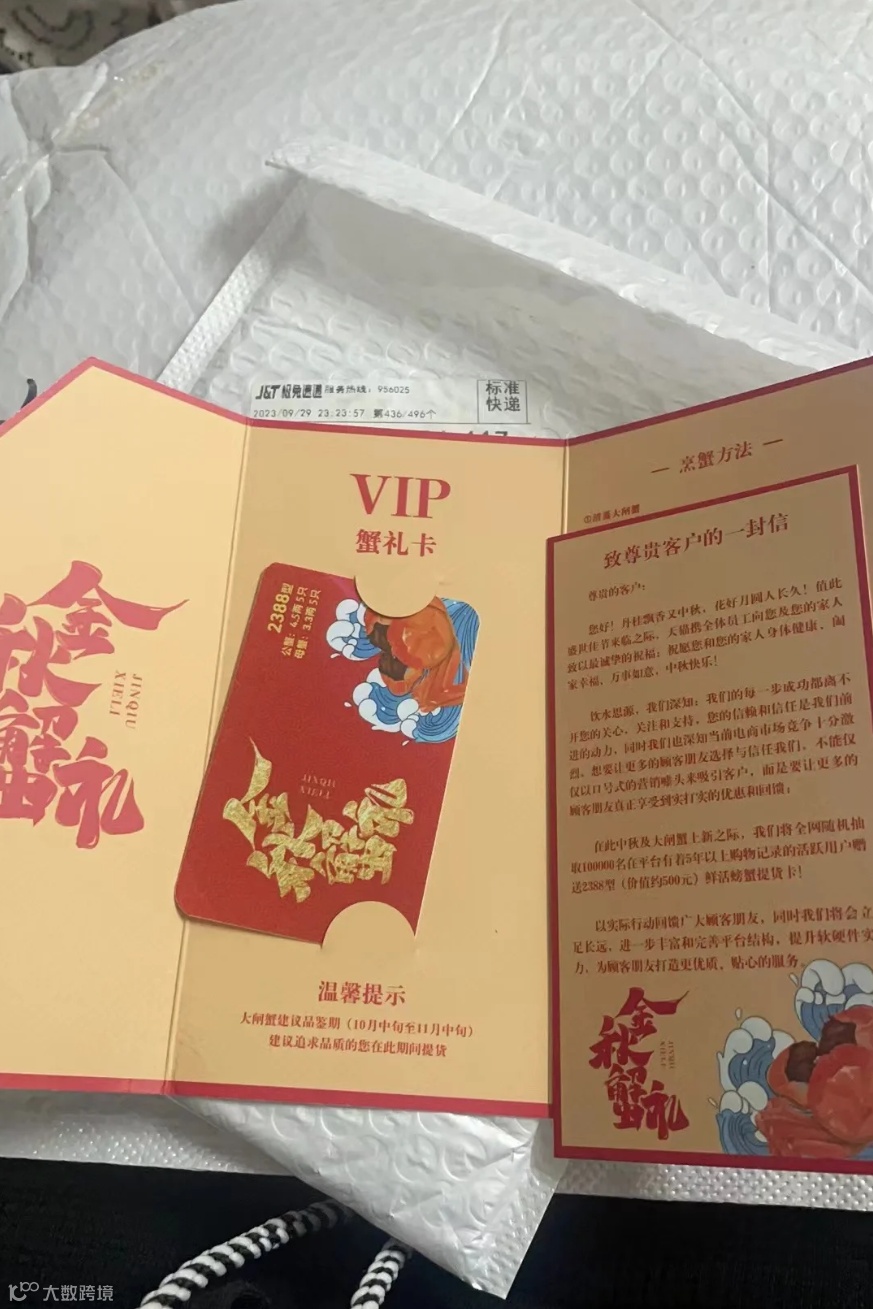 J&T 极兔速递 服务热线：956025
标准
快递
2023/09/29 23:23:57 第436/496个
金秋蟹礼
JINQIU
XIELI
VIP
蟹礼卡
2388型
公蟹：4.5两 5只
母蟹：3.3两 5只
金秋蟹礼
JINQIU
XIELI
温馨提示
大闸蟹建议品鉴期（10月中旬至11月中旬）
建议追求品质的您在此期间提货
— 烹蟹方法 —
①清蒸大闸蟹
致尊贵客户的一封信
尊贵的客户：
您好！丹桂飘香又中秋，花好月圆人长久！值此
盛世佳节来临之际，天猫携全体员工向您及您的家人
致以最诚挚的祝福：祝愿您和您的家人身体健康、阖
家幸福，万事如意，中秋快乐！
饮水思源，我们深知：我们的每一步成功都离不
开您的关心、关注和支持，您的信赖和信任是我们前
进的动力，同时我们也深知当前电商市场竞争十分激
烈。想要让更多的顾客朋友选择与信任我们，不能仅
仅以口号式的营销噱头来吸引客户，而是要让更多的
顾客朋友真正享受到实打实的优惠和回馈；
在此中秋及大闸蟹上新之际，我们将全网随机抽
取100000名在平台有着5年以上购物记录的活跃用户赠
送2388型（价值约500元）鲜活螃蟹提货卡！
以实际行动回馈广大顾客朋友，同时我们将会立
足长远，进一步丰富和完善平台结构，提升软硬件实
力、为顾客朋友打造更优质、贴心的服务。
金秋蟹礼
JINQIU
XIELI
大数跨境